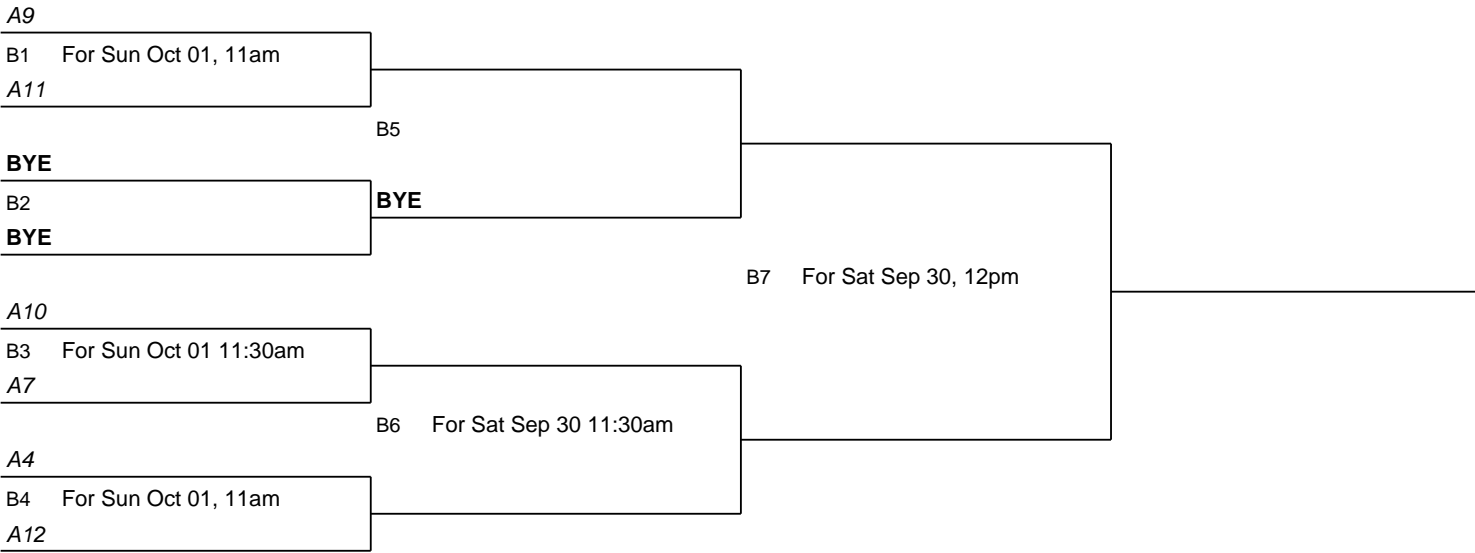 A9
B1 For Sun Oct 01, 11am
A11
B5
BYE
B2
BYE
BYE
B7 For Sat Sep 30, 12pm
A10
B3 For Sun Oct 01 11:30am
A7
B6 For Sat Sep 30 11:30am
A4
B4 For Sun Oct 01, 11am
A12